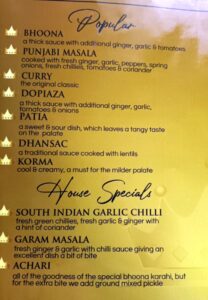 Popular
BHOONA
a thick sauce with additional ginger, garlic & tomatoes
PUNJABI MASALA
cooked with fresh ginger, garlic, peppers, spring
onions, fresh chillies, tomatoes & coriander
CURRY
the original classic
DOPIAZA
a thick sauce with additional ginger, garlic,
tomatoes & onions
PATIA
a sweet & sour dish, which leaves a tangy taste
on the palate
DHANSAC
a traditional sauce cooked with lentils
KORMA
cool & creamy, a must for the milder palate
House Specials
SOUTH INDIAN GARLIC CHILLI
fresh green chillies, fresh garlic & ginger with
a hint of coriander
GARAM MASALA
fresh ginger & garlic with chilli sauce giving an
excellent dish a bit of bite
ACHARI
all of the goodness of the special bhoona korahi, but
for the extra bite we add ground mixed pickle